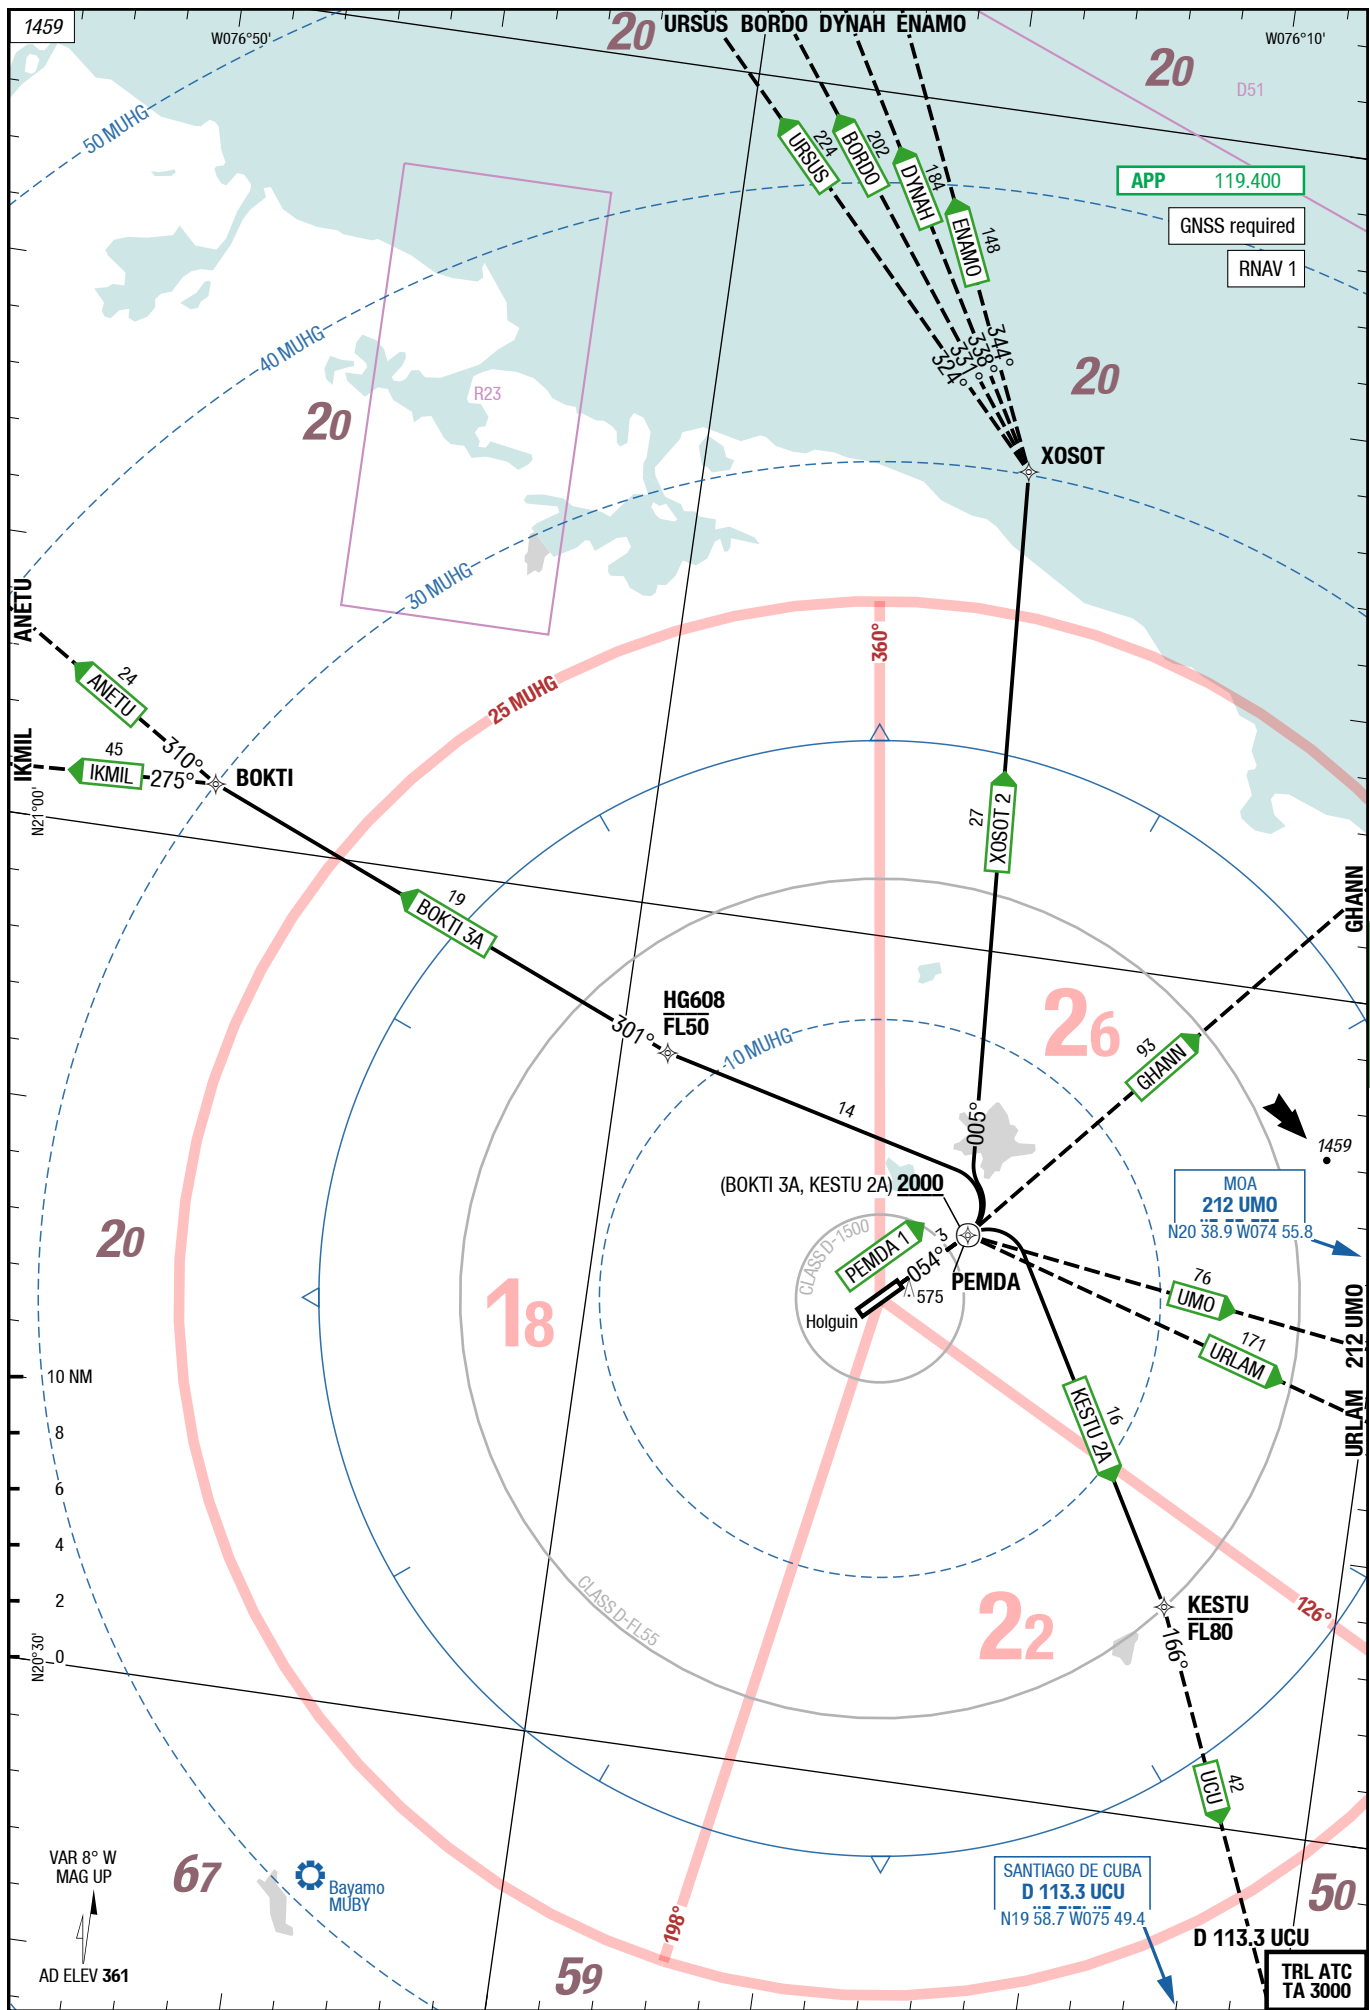 1459
W076°50'
20
URSUS BORDO DYNAH ENAMO
W076°10'
20
D51
50 MUHG
224
URSUS
202
BORDO
184
DYNAH
148
ENAMO
APP 119.400
GNSS required
RNAV 1
40 MUHG
R23
20
324°
331°
338°
344°
20
XOSOT
30 MUHG
ANETU
24
ANETU
310°
360°
25 MUHG
IKMIL
45
IKMIL
275°
BOKTI
N21°00'
27
XOSOT 2
19
BOKTI 3A
GHANN
HG608
FL50
301°
10 MUHG
26
93
GHANN
14
005°
1459
(BOKTI 3A, KESTU 2A) 2000
MOA
212 UMO
N20 38.9 W074 55.8
20
CLASS D-1500
PEMDA 1
3
054°
PEMDA
575
Holguin
18
76
UMO
171
URLAM
212 UMO
URLAM
10 NM
8
6
4
2
0
16
KESTU 2A
CLASS D-FL55
22
KESTU
FL80
126°
166°
N20°30'
42
UCU
VAR 8° W
MAG UP
67
Bayamo
MUBY
SANTIAGO DE CUBA
D 113.3 UCU
N19 58.7 W075 49.4
50
198°
D 113.3 UCU
AD ELEV 361
59
TRL ATC
TA 3000